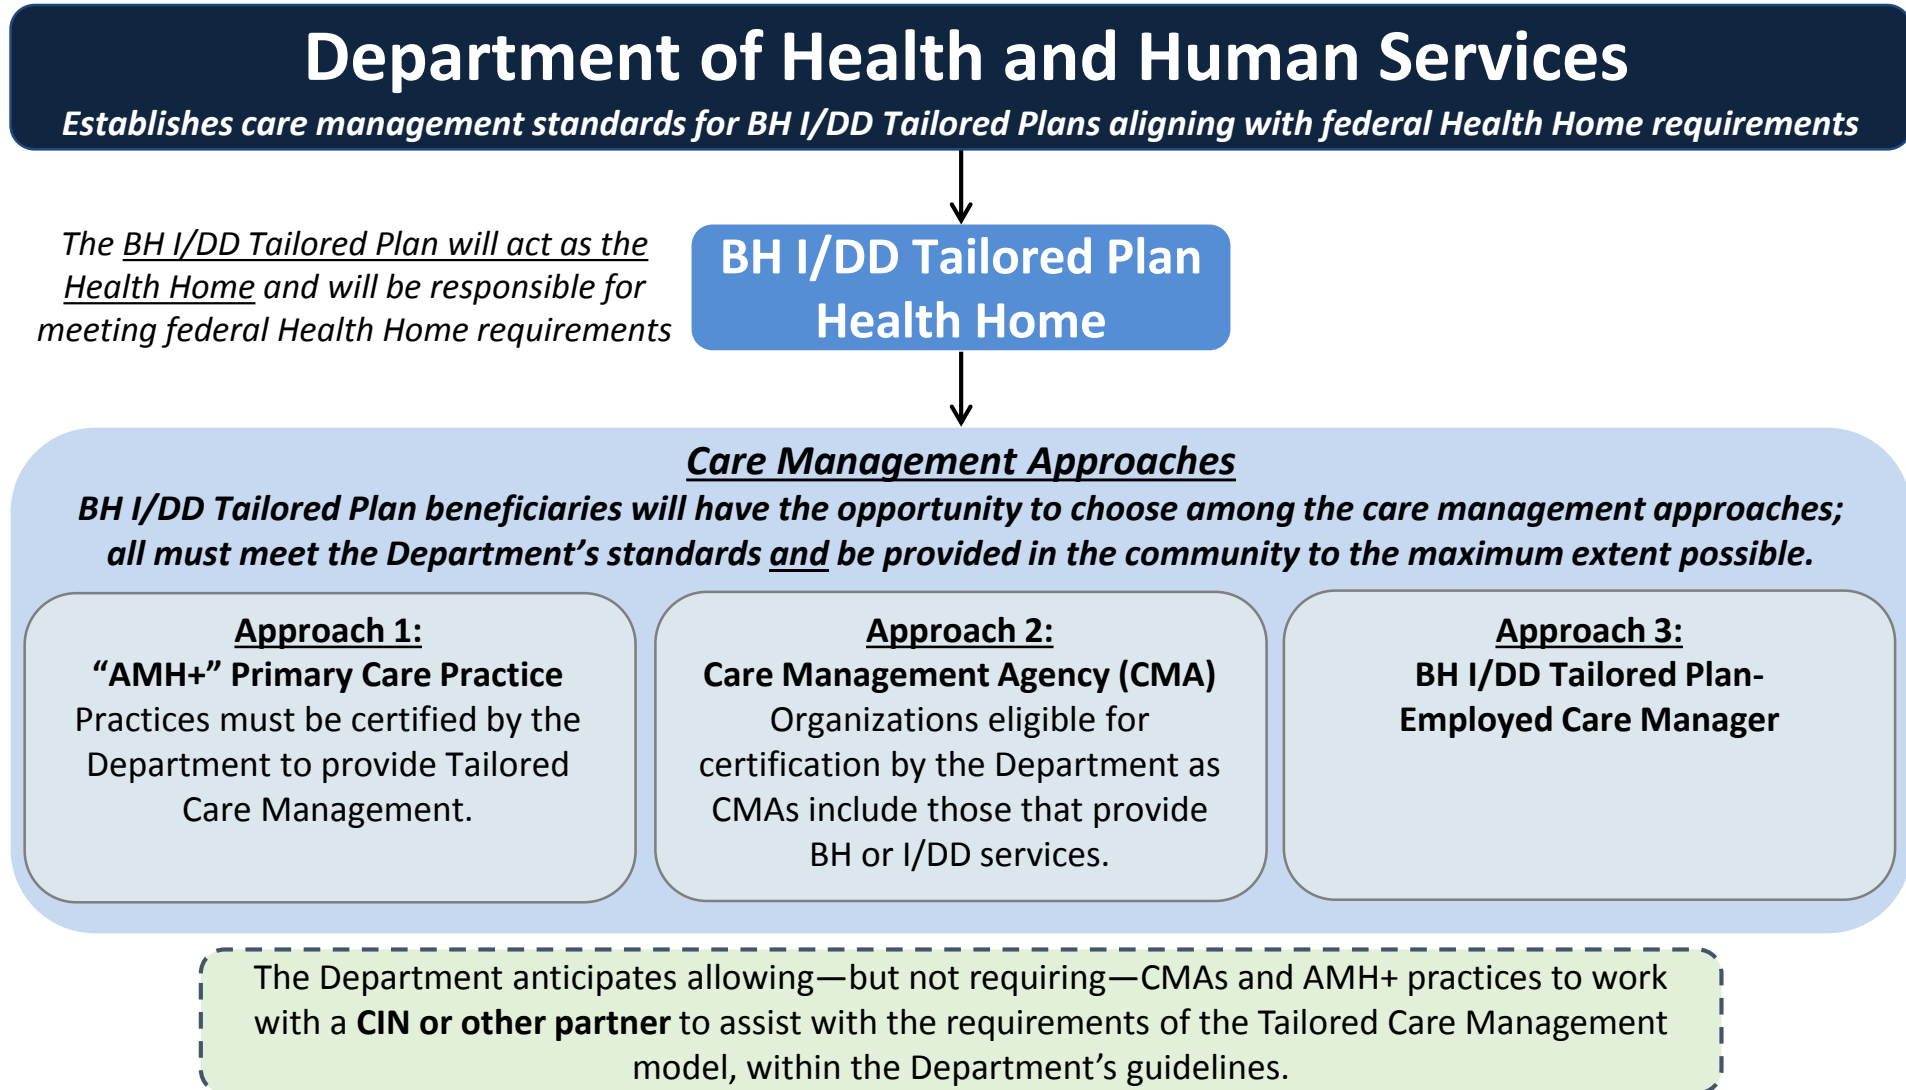 Department of Health and Human Services
Establishes care management standards for BH I/DD Tailored Plans aligning with federal Health Home requirements
The BH I/DD Tailored Plan will act as the
Health Home and will be responsible for
meeting federal Health Home requirements
BH I/DD Tailored Plan
Health Home
Care Management Approaches
BH I/DD Tailored Plan beneficiaries will have the opportunity to choose among the care management approaches;
all must meet the Department’s standards and be provided in the community to the maximum extent possible.
Approach 1:
“AMH+” Primary Care Practice
Practices must be certified by the
Department to provide Tailored
Care Management.
Approach 2:
Care Management Agency (CMA)
Organizations eligible for
certification by the Department as
CMAs include those that provide
BH or I/DD services.
Approach 3:
BH I/DD Tailored Plan-
Employed Care Manager
The Department anticipates allowing—but not requiring—CMAs and AMH+ practices to work
with a CIN or other partner to assist with the requirements of the Tailored Care Management
model, within the Department’s guidelines.